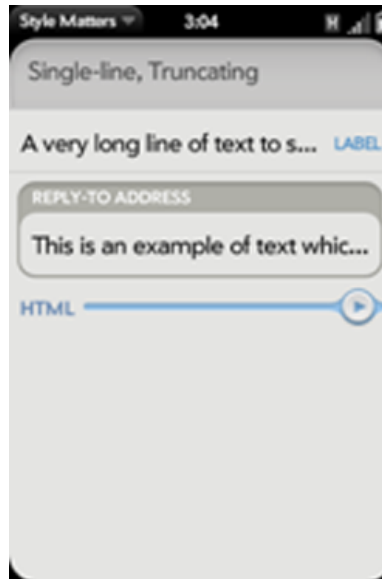 Style Matters
3:04
H
Single-line, Truncating
A very long line of text to s... LABEL
REPLY-TO ADDRESS
This is an example of text whic...
HTML